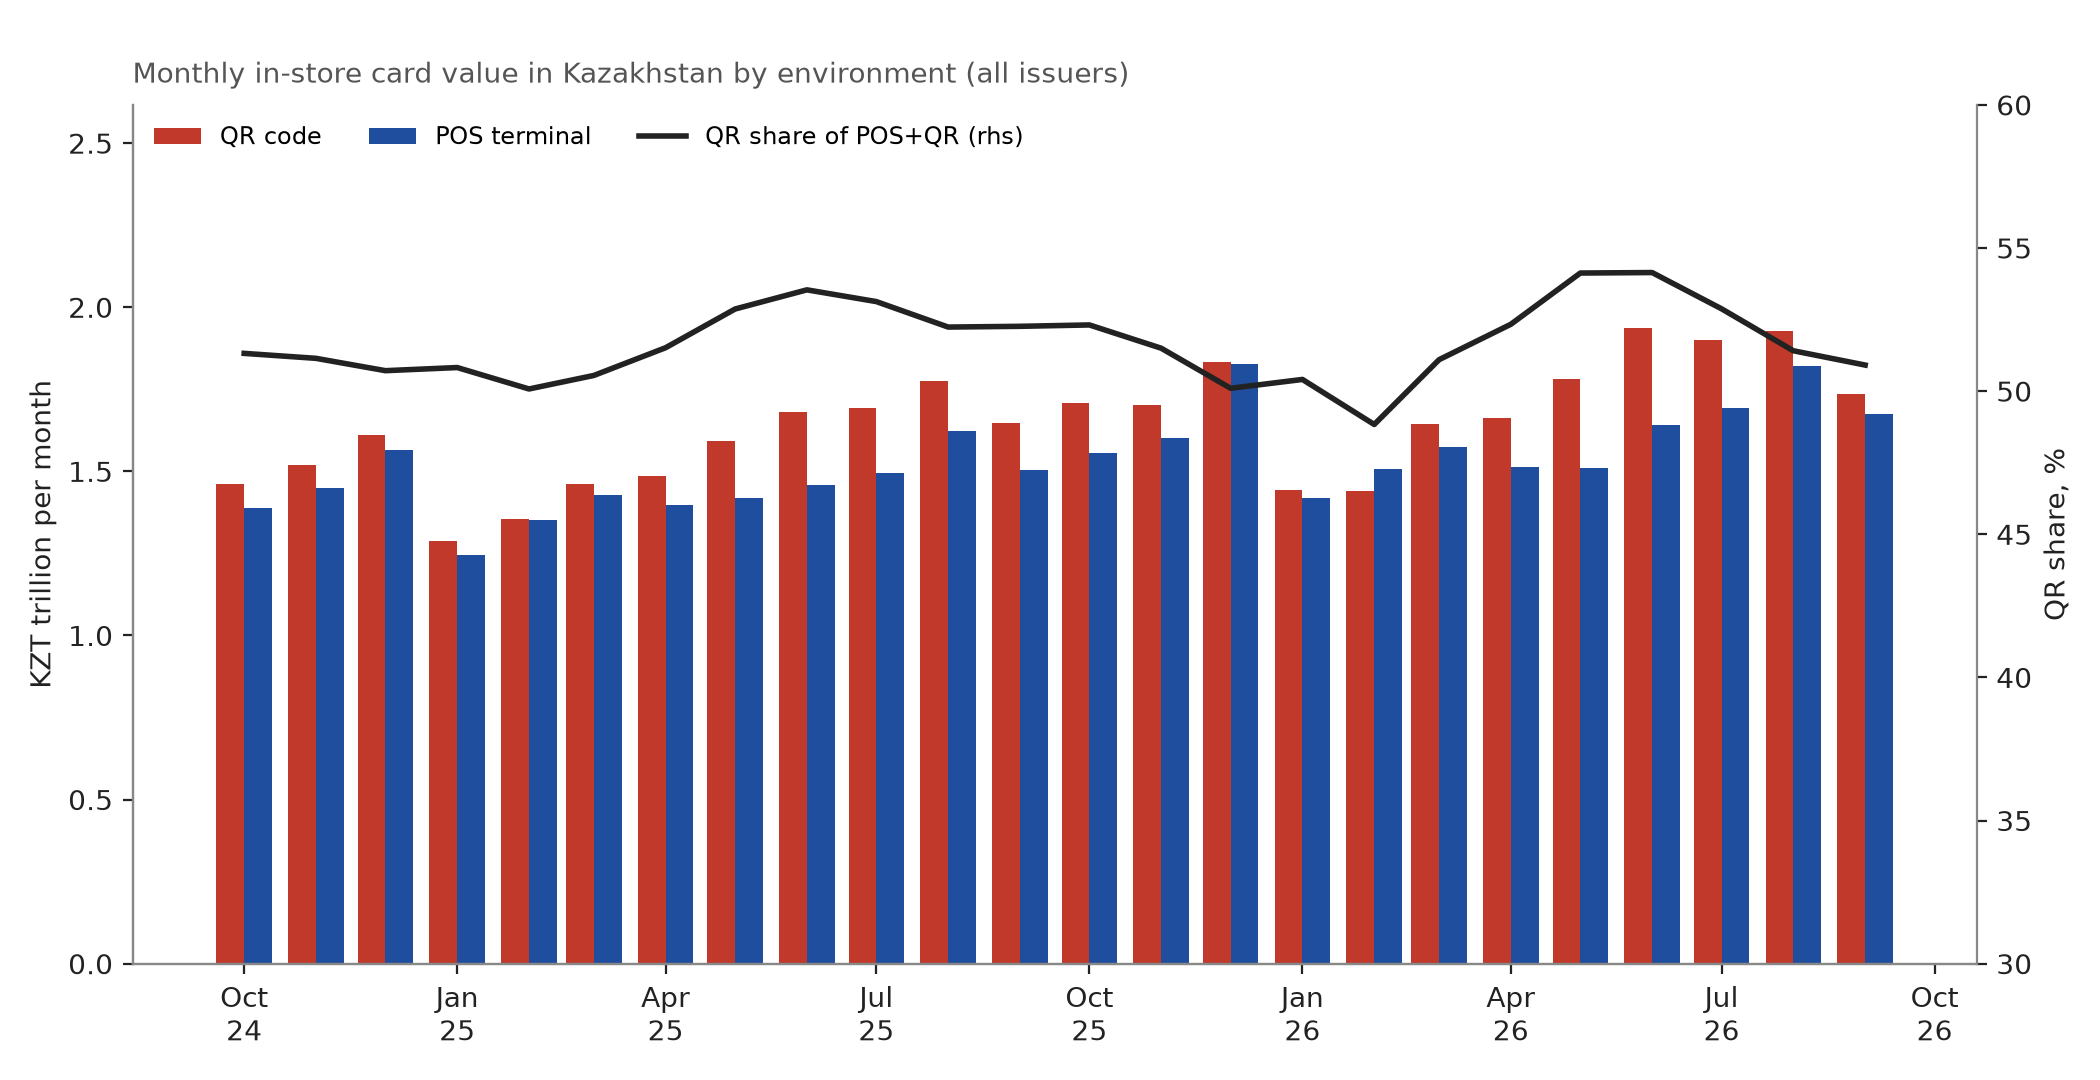 Monthly in-store card value in Kazakhstan by environment (all issuers)
QR code
POS terminal
QR share of POS+QR (rhs)
KZT trillion per month
2.5
2.0
1.5
1.0
0.5
0.0
60
55
50
45
40
35
30
QR share, %
Oct
24
Jan
25
Apr
25
Jul
25
Oct
25
Jan
26
Apr
26
Jul
26
Oct
26